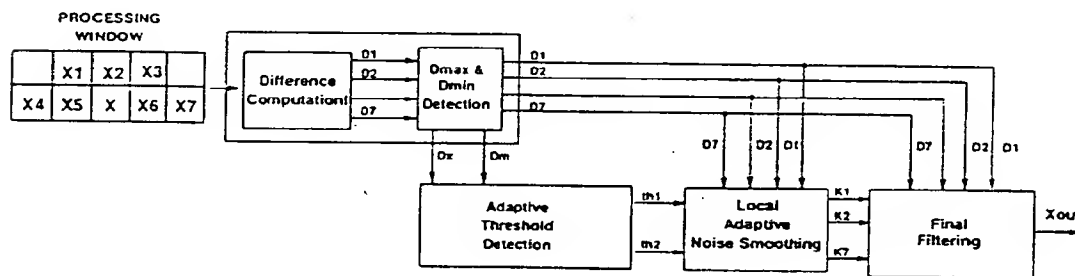 PROCESSING
WINDOW
X1 X2 X3
X4 X5 X X6 X7
Difference
Computation!
D1
D2
D7
Dmax &
Dmin
Detection
D1
D2
D7
Dx
Dm
D7
D2
D1
D7
D2
D1
Adaptive
Threshold
Detection
th1
th2
Local
Adaptive
Noise Smoothing
K1
K2
K7
Final
Filtering
Xou